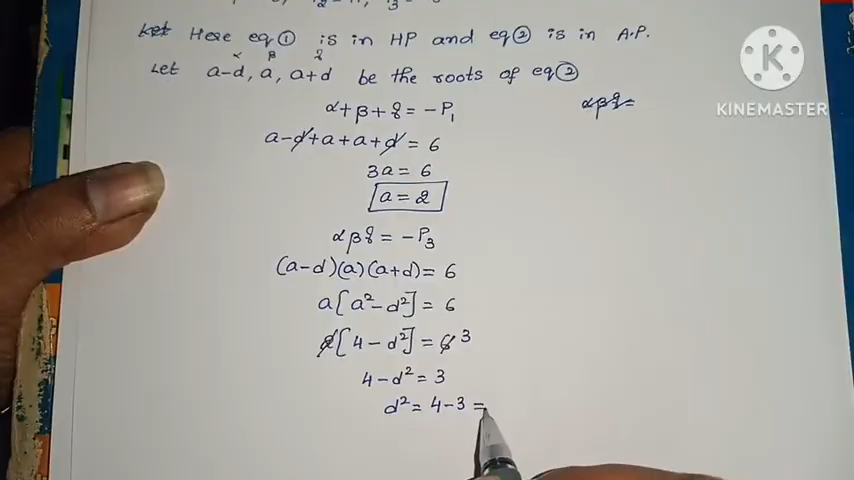 Let Here eq① is in HP and eq② is in A.P.
α β γ
Let a-d, a, a+d be the roots of eq②
α+β+γ = -P₁
αβγ=
a-d+a+a+d = 6
3a = 6
a = 2
αβγ = -P₃
(a-d)(a)(a+d) = 6
a[a²-d²] = 6
2[4-d²] = 6 3
4-d² = 3
d² = 4-3 =
K
KINEMASTER